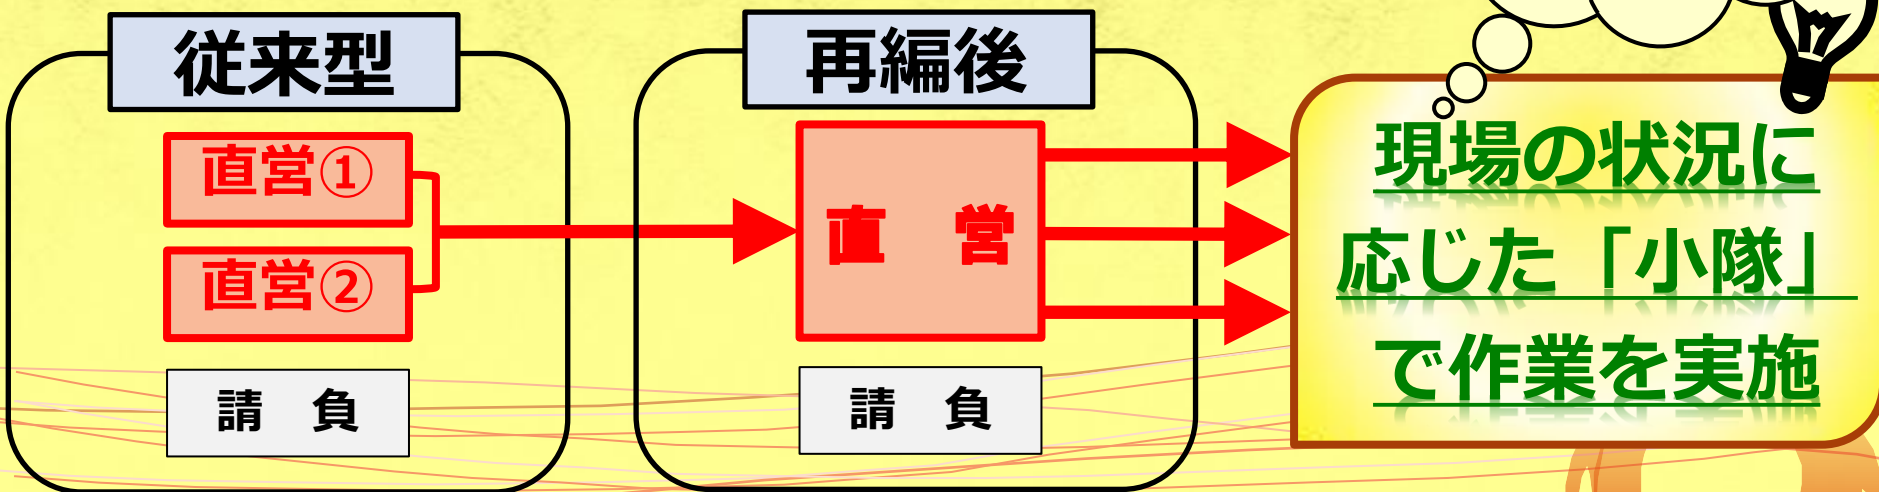 従来型
直営①
直営②
請　負
再編後
直　営
請　負
現場の状況に
応じた「小隊」
で作業を実施